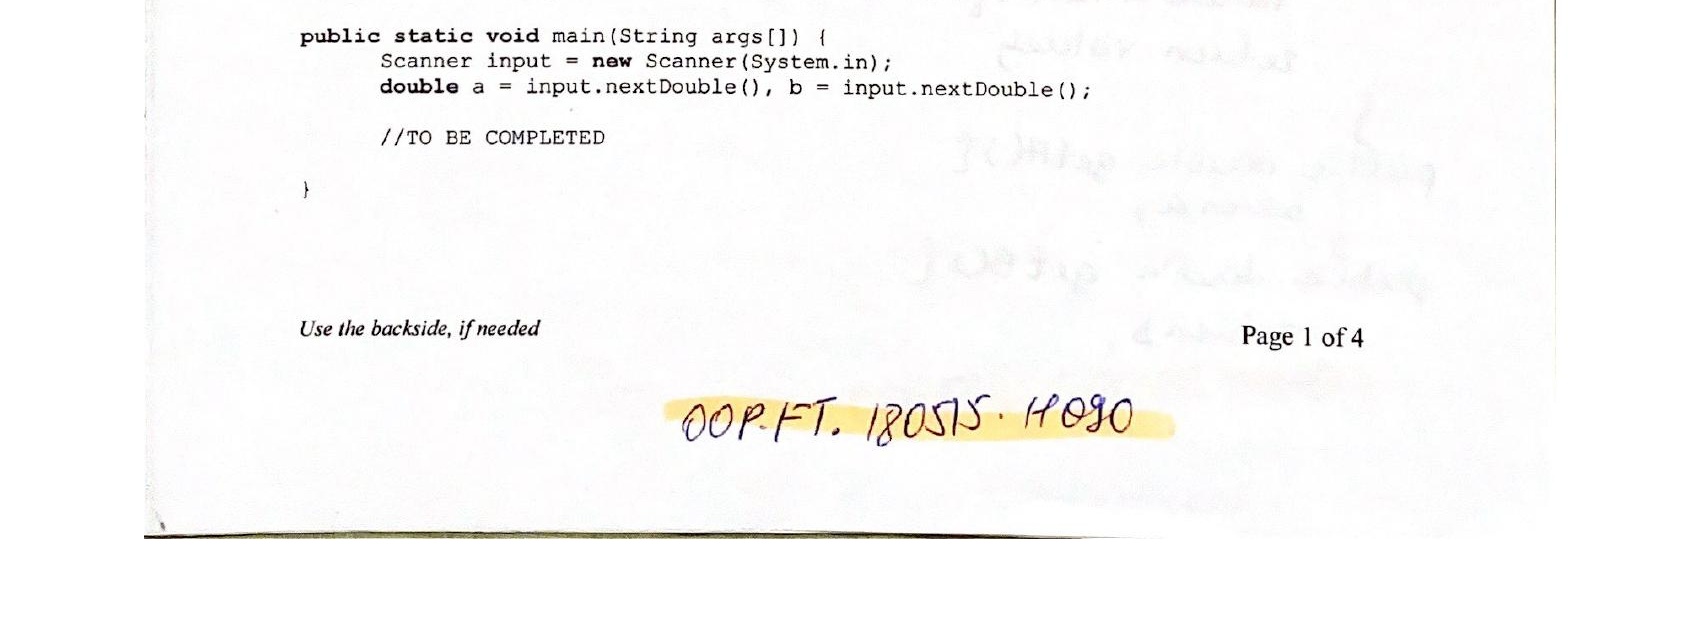 public static void main(String args[]) {
Scanner input = new Scanner(System.in);
double a = input.nextDouble(), b = input.nextDouble();
//TO BE COMPLETED
}
Use the backside, if needed
Page 1 of 4
OOP.FT. 180515. H090